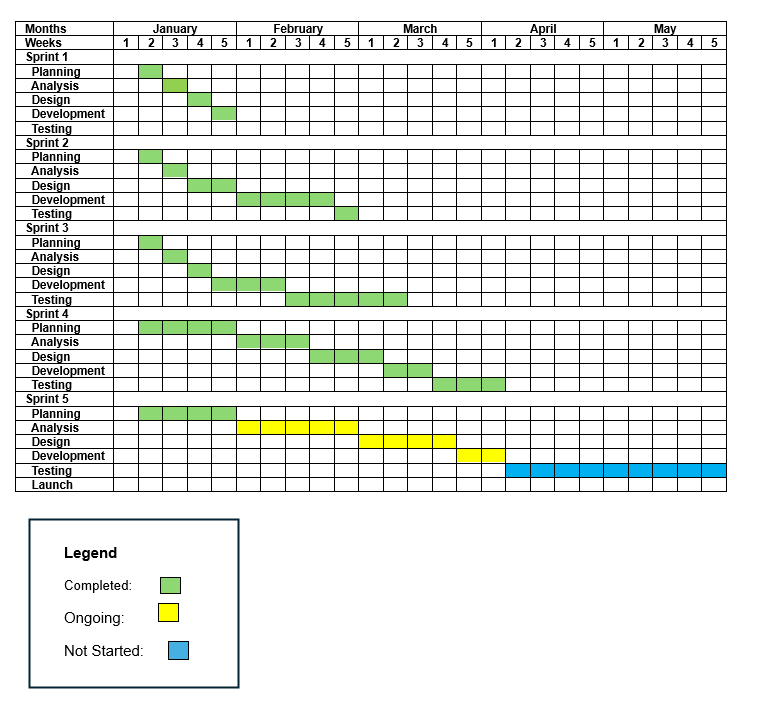 Months January February March April May
Weeks 1 2 3 4 5 1 2 3 4 5 1 2 3 4 5 1 2 3 4 5 1 2 3 4 5
Sprint 1
Planning
Analysis
Design
Development
Testing
Sprint 2
Planning
Analysis
Design
Development
Testing
Sprint 3
Planning
Analysis
Design
Development
Testing
Sprint 4
Planning
Analysis
Design
Development
Testing
Sprint 5
Planning
Analysis
Design
Development
Testing
Launch
Legend
Completed:
Ongoing:
Not Started: